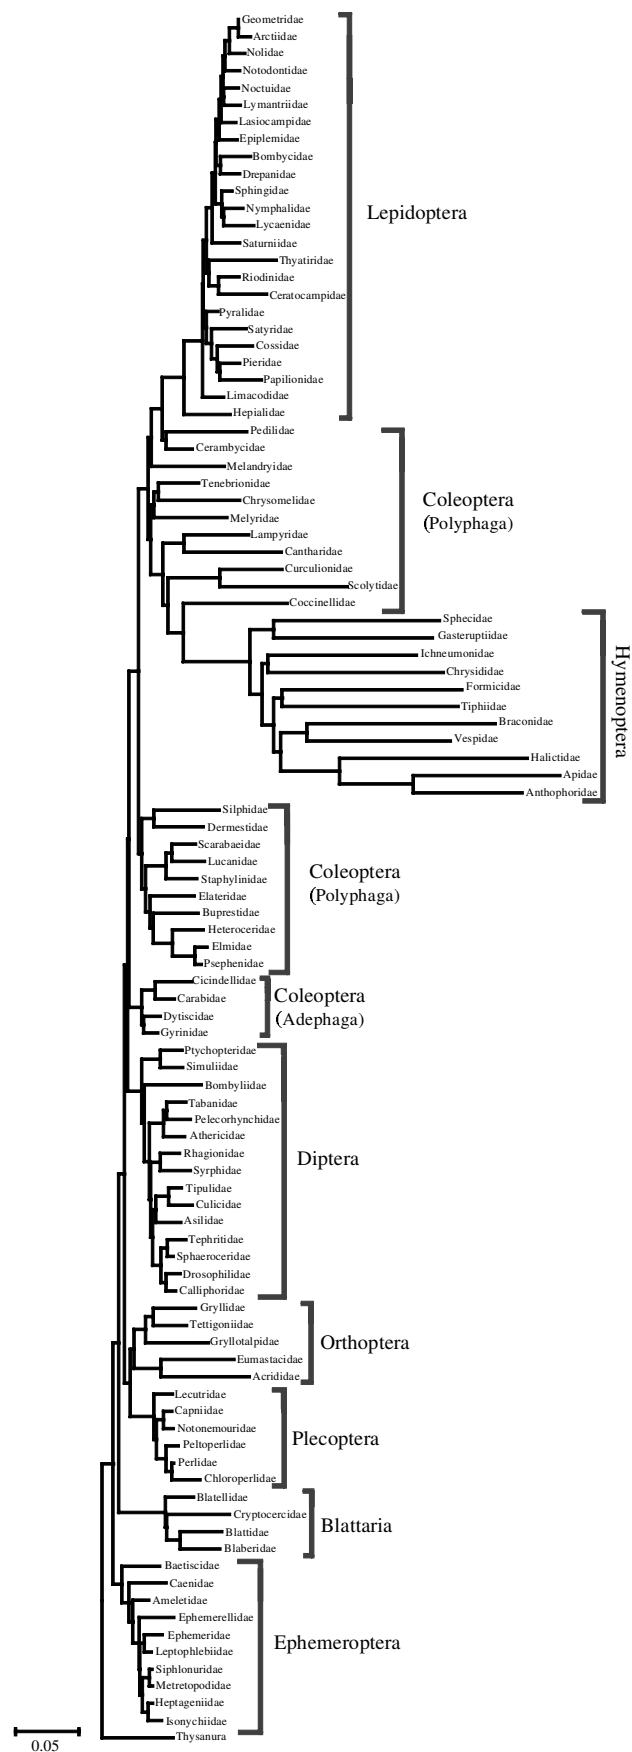 Geometridae
Arctiidae
Nolidae
Notodontidae
Noctuidae
Lymantriidae
Lasiocampidae
Epiplemidae
Bombycidae
Drepanidae
Sphingidae
Nymphalidae
Lycaenidae
Saturniidae
Thyatiridae
Riodinidae
Ceratocampidae
Pyralidae
Satyridae
Cossidae
Pieridae
Papilionidae
Limacodidae
Hepialidae
Lepidoptera
Pedilidae
Cerambycidae
Melandryidae
Tenebrionidae
Chrysomelidae
Melyridae
Lampyridae
Cantharidae
Curculionidae
Scolytidae
Coccinellidae
Coleoptera
(Polyphaga)
Sphecidae
Gasteruptiidae
Ichneumonidae
Chrysididae
Formicidae
Tiphiidae
Braconidae
Vespidae
Halictidae
Apidae
Anthophoridae
Hymenoptera
Silphidae
Dermestidae
Scarabaeidae
Lucanidae
Staphylinidae
Elateridae
Buprestidae
Heteroceridae
Elmidae
Psephenidae
Coleoptera
(Polyphaga)
Cicindellidae
Carabidae
Dytiscidae
Gyrinidae
Coleoptera
(Adephaga)
Ptychopteridae
Simuliidae
Bombyliidae
Tabanidae
Pelecorhynchidae
Athericidae
Rhagionidae
Syrphidae
Tipulidae
Culicidae
Asilidae
Tephritidae
Sphaeroceridae
Drosophilidae
Calliphoridae
Diptera
Gryllidae
Tettigoniidae
Gryllotalpidae
Eumastacidae
Acrididae
Orthoptera
Lecutridae
Capniidae
Notonemouridae
Peltoperlidae
Perlidae
Chloroperlidae
Plecoptera
Blatellidae
Cryptocercidae
Blattidae
Blaberidae
Blattaria
Baetiscidae
Caenidae
Ameletidae
Ephemerellidae
Ephemeridae
Leptophlebiidae
Siphlonuridae
Metretopodidae
Heptageniidae
Isonychiidae
Ephemeroptera
Thysanura
0.05